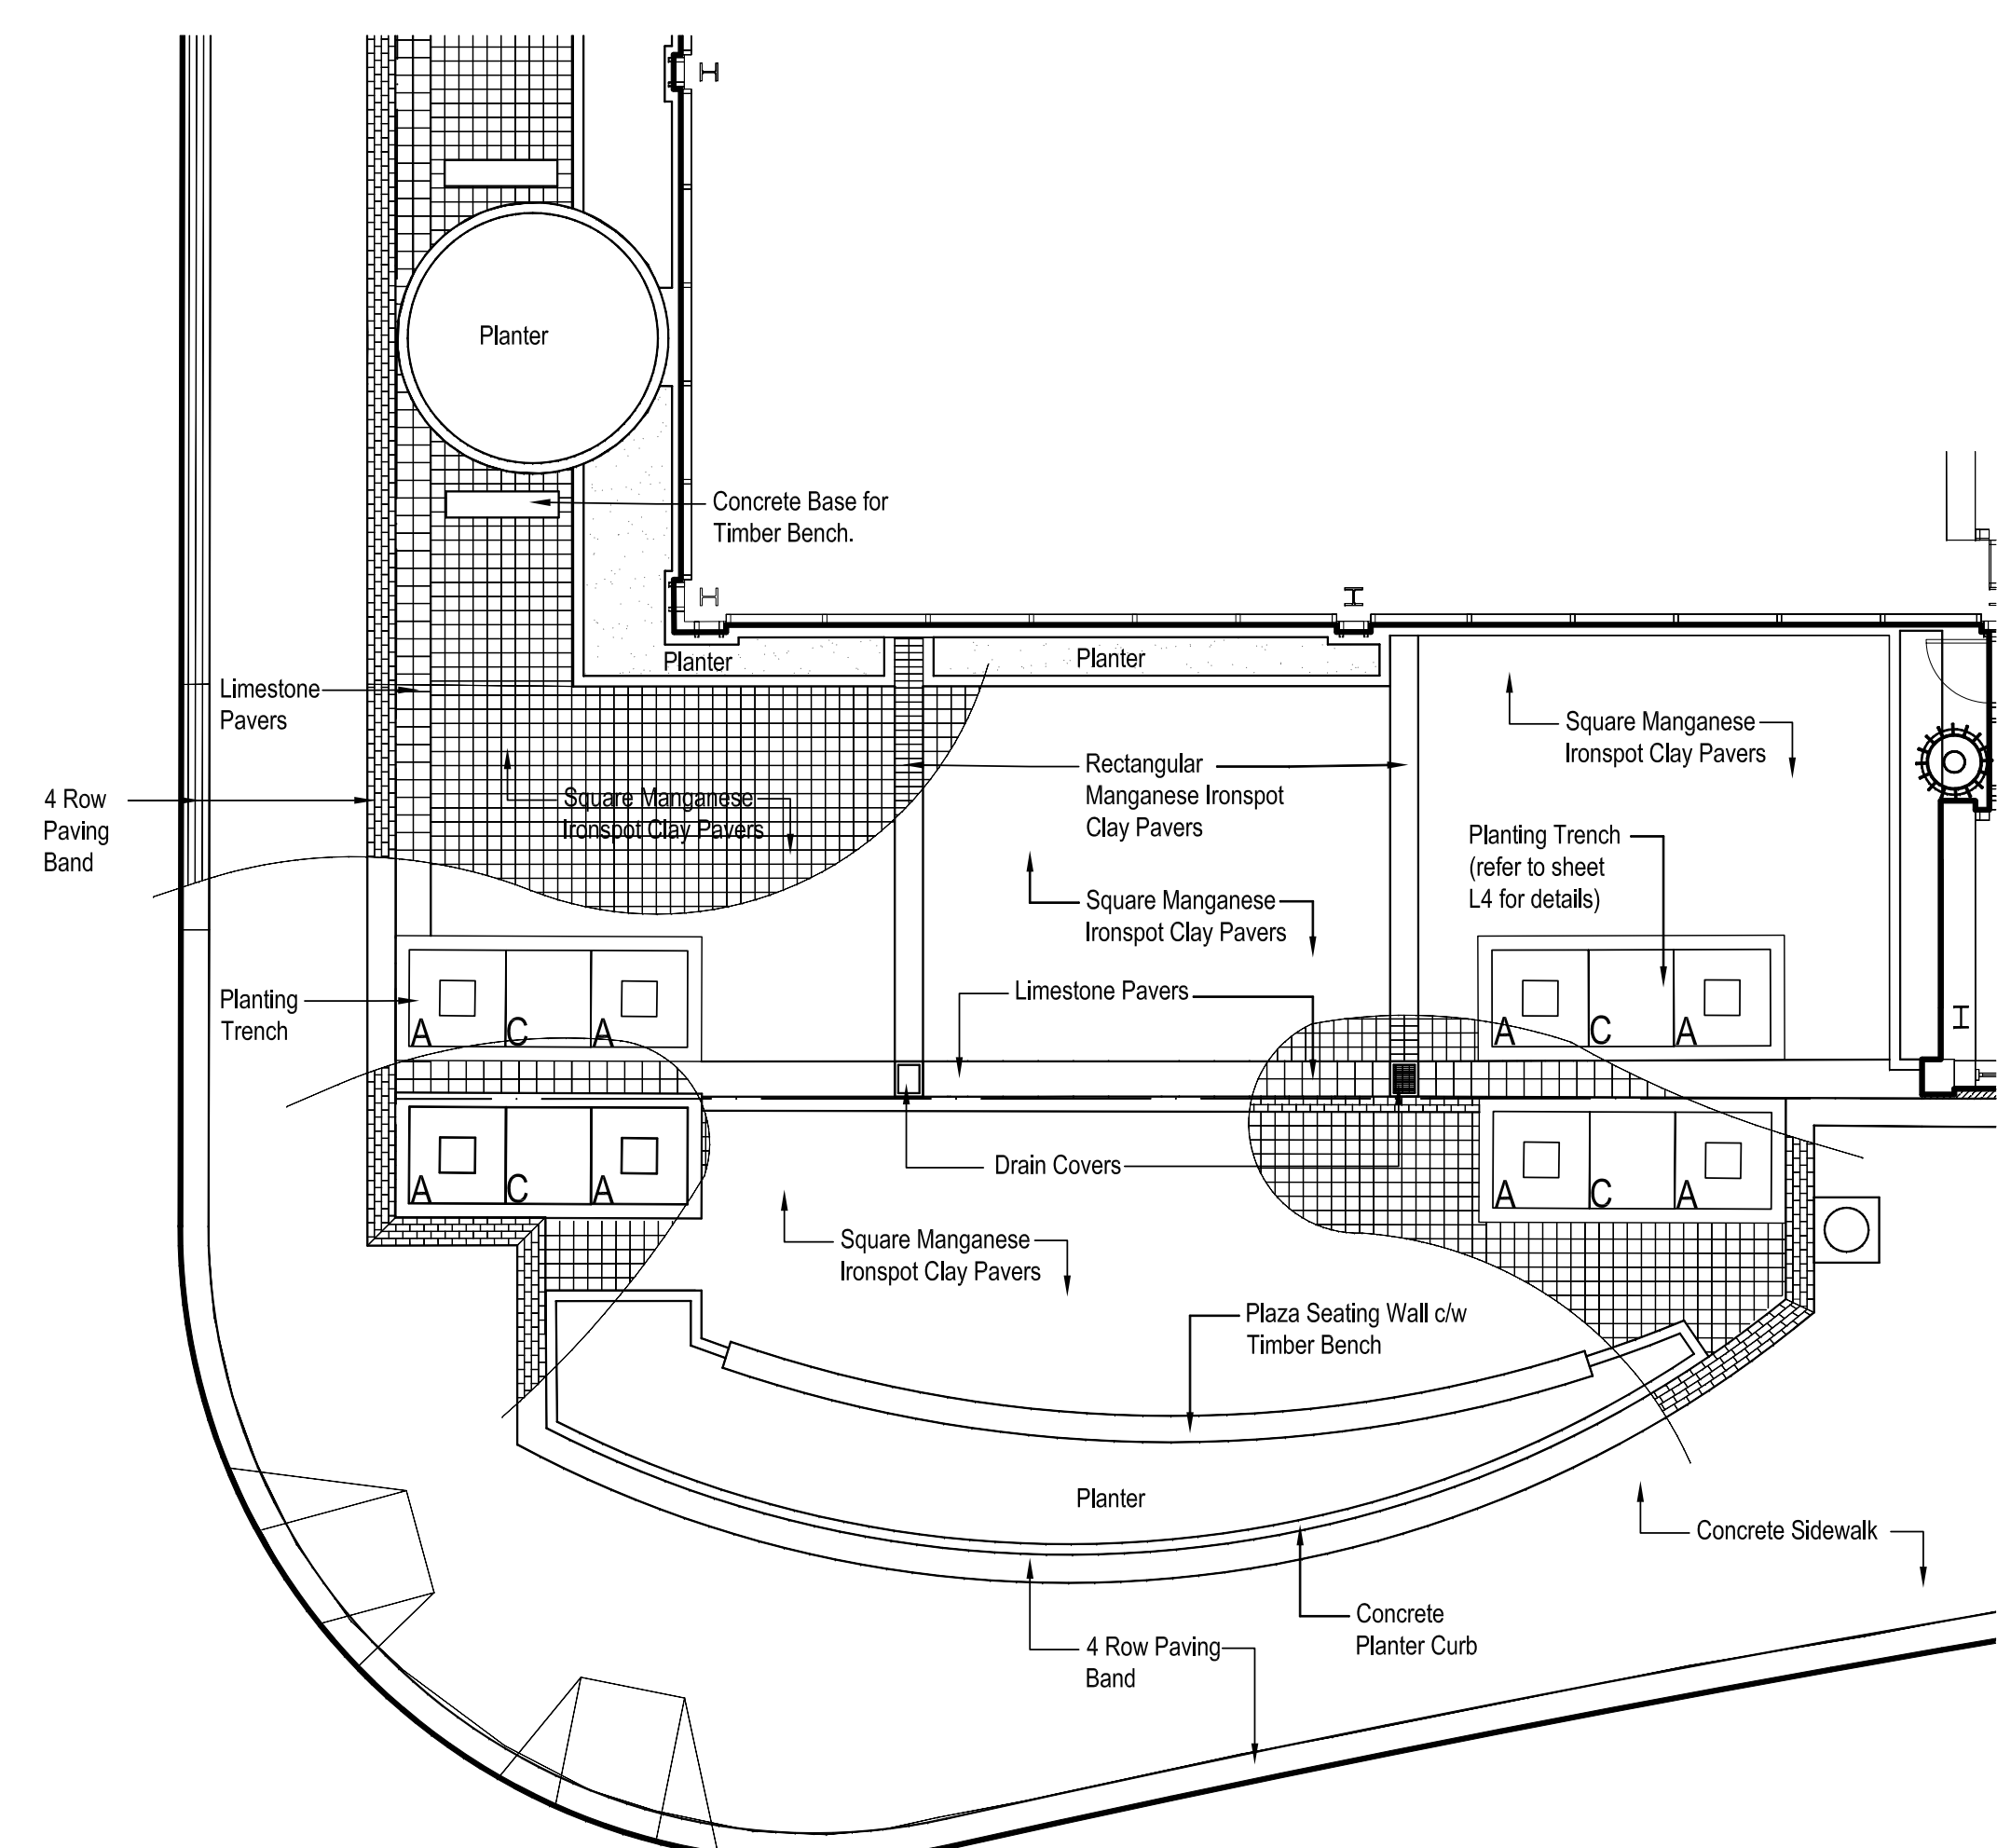 Planter
Concrete Base for
Timber Bench.
Planter
Planter
Limestone
Pavers
Square Manganese
Ironspot Clay Pavers
Rectangular
Manganese Ironspot
Clay Pavers
4 Row
Paving
Band
Square Manganese
Ironspot Clay Pavers
Planting Trench
(refer to sheet
L4 for details)
Square Manganese
Ironspot Clay Pavers
Planting
Trench
Limestone Pavers
A C A
A C A
Drain Covers
A C A
A C A
Square Manganese
Ironspot Clay Pavers
Plaza Seating Wall c/w
Timber Bench
Planter
Concrete Sidewalk
Concrete
Planter Curb
4 Row Paving
Band